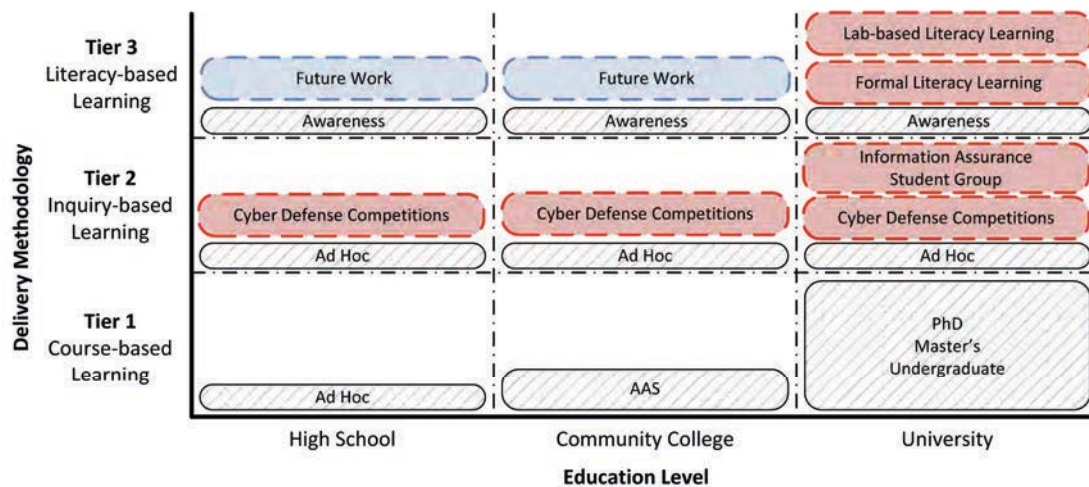 Delivery Methodology
Tier 3
Literacy-based
Learning
Future Work
Awareness
Future Work
Awareness
Lab-based Literacy Learning
Formal Literacy Learning
Awareness
Tier 2
Inquiry-based
Learning
Cyber Defense Competitions
Ad Hoc
Cyber Defense Competitions
Ad Hoc
Information Assurance
Student Group
Cyber Defense Competitions
Ad Hoc
Tier 1
Course-based
Learning
Ad Hoc
AAS
PhD
Master's
Undergraduate
High School
Community College
University
Education Level